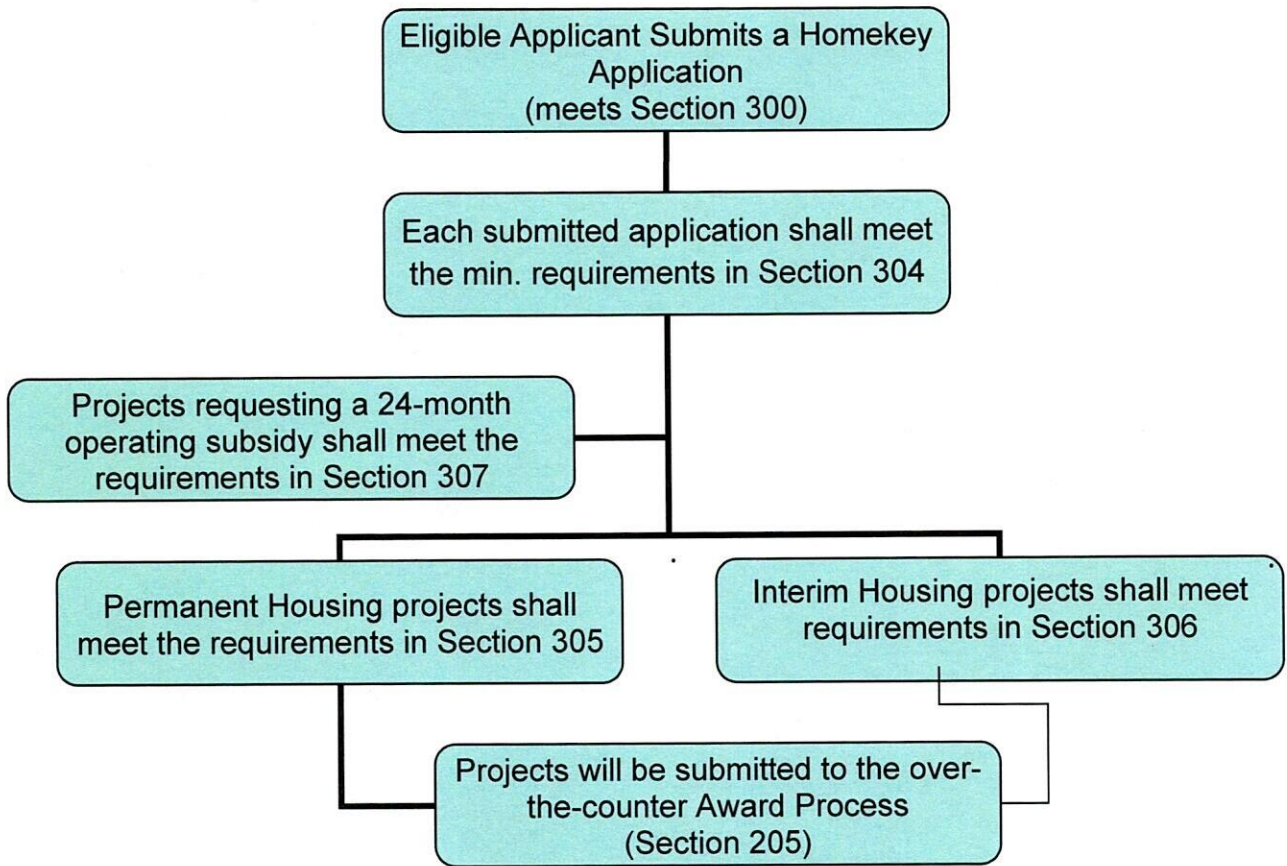 Eligible Applicant Submits a Homekey
Application
(meets Section 300)
Each submitted application shall meet
the min. requirements in Section 304
Projects requesting a 24-month
operating subsidy shall meet the
requirements in Section 307
Permanent Housing projects shall
meet the requirements in Section 305
Interim Housing projects shall meet
requirements in Section 306
Projects will be submitted to the over-
the-counter Award Process
(Section 205)